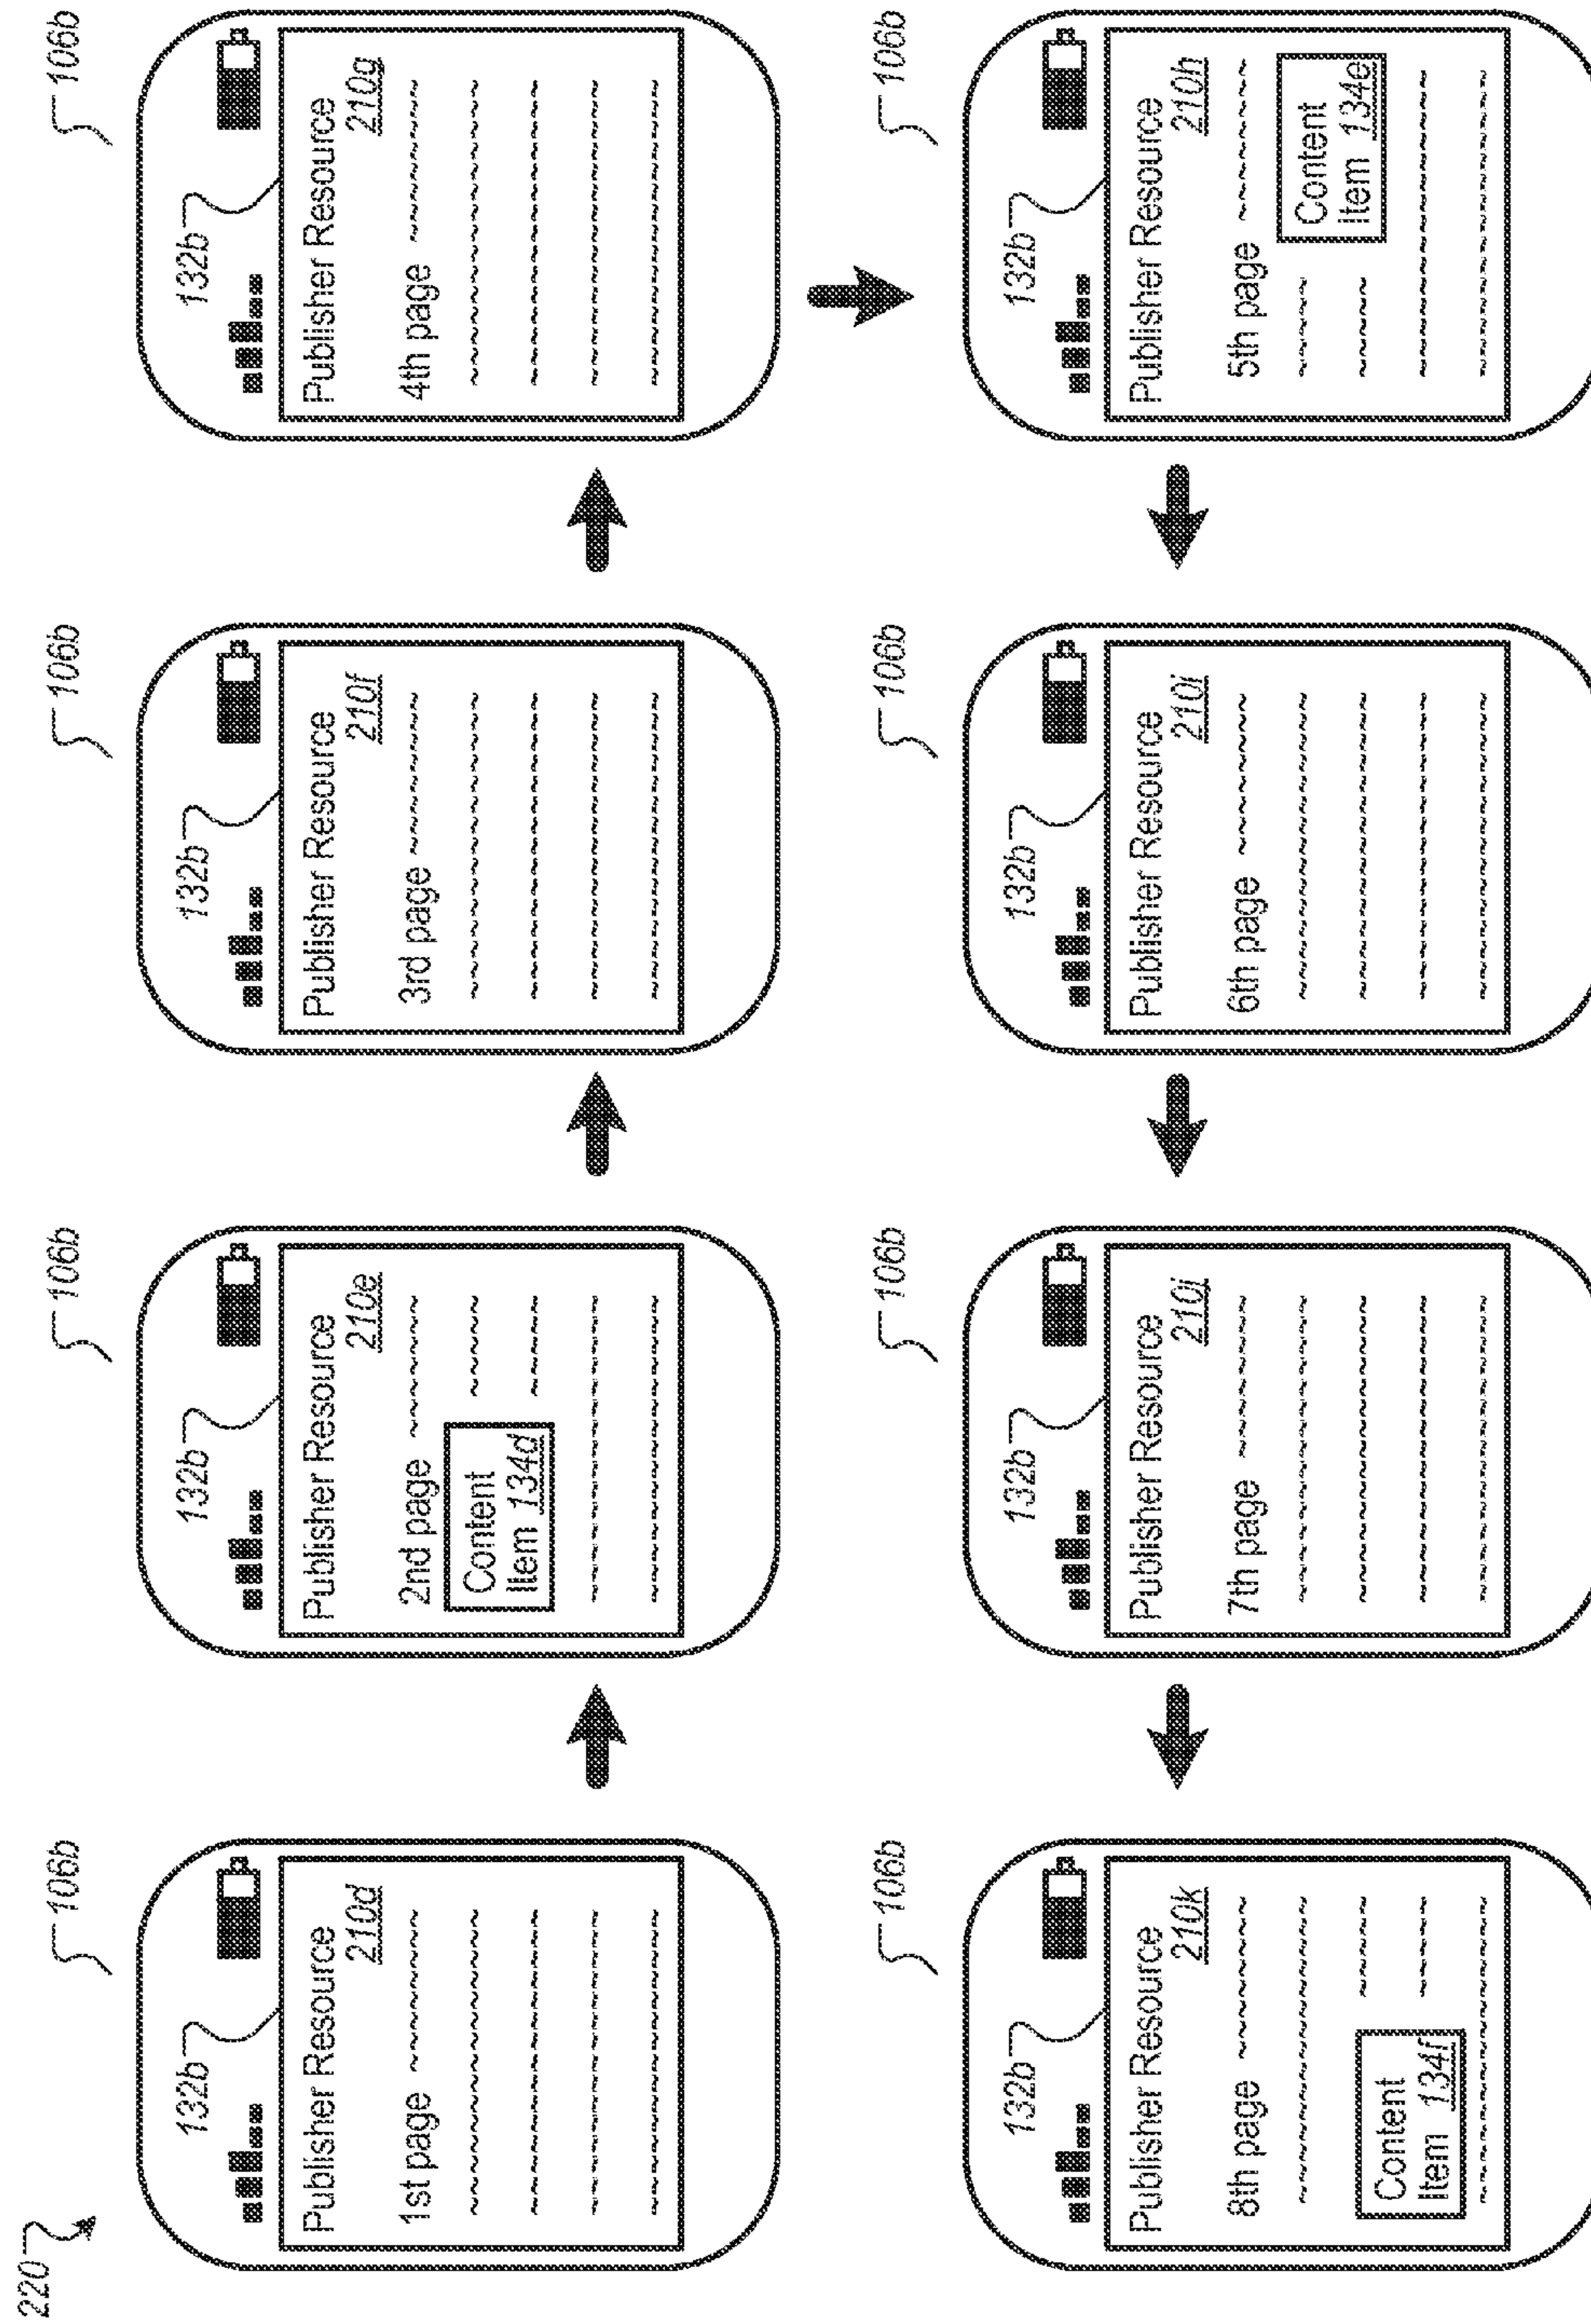 220
106b
132b
Publisher Resource
210d
1st page
106b
132b
Publisher Resource
210e
2nd page
Content
Item 134d
106b
132b
Publisher Resource
210f
3rd page
106b
132b
Publisher Resource
210g
4th page
106b
132b
Publisher Resource
210h
5th page
Content
Item 134e
106b
132b
Publisher Resource
210i
6th page
106b
132b
Publisher Resource
210j
7th page
106b
132b
Publisher Resource
210k
8th page
Content
Item 134f